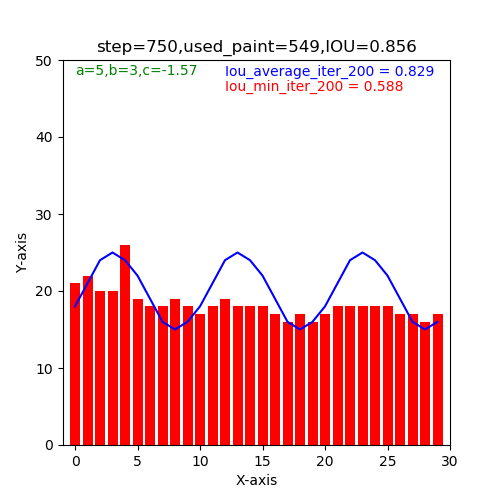 step=750,used_paint=549,IOU=0.856
a=5,b=3,c=-1.57
Iou_average_iter_200 = 0.829
Iou_min_iter_200 = 0.588
50
40
30
20
10
0
Y-axis
0 5 10 15 20 25 30
X-axis